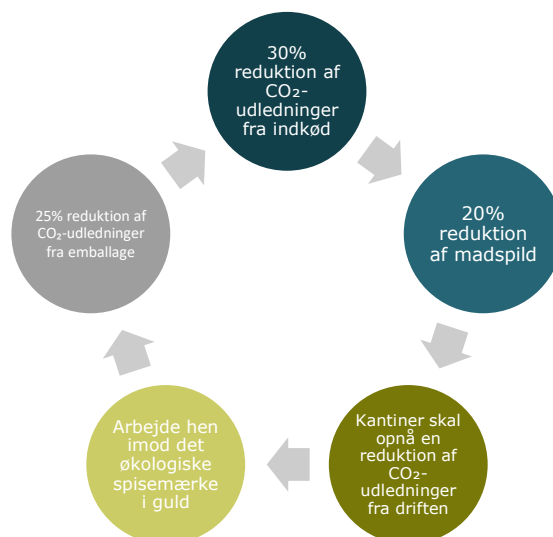 30%
reduktion af
CO₂-
udledninger
fra indkød
20%
reduktion
af madspild
Kantiner skal
opnå en
reduktion af
CO₂-
udledninger
fra driften
Arbejde hen
imod det
økologiske
spisemærke
i guld
25% reduktion af
CO₂-udledninger
fra emballage